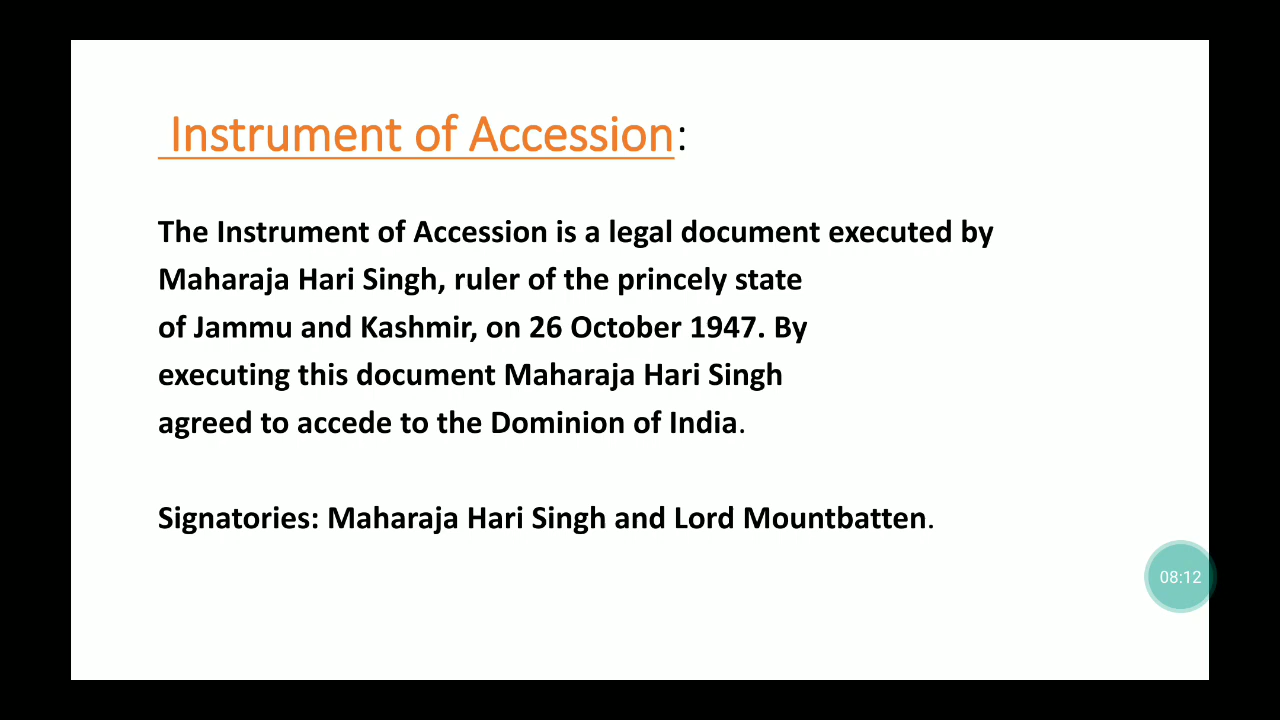 Instrument of Accession:
The Instrument of Accession is a legal document executed by
Maharaja Hari Singh, ruler of the princely state
of Jammu and Kashmir, on 26 October 1947. By
executing this document Maharaja Hari Singh
agreed to accede to the Dominion of India.
Signatories: Maharaja Hari Singh and Lord Mountbatten.
08:12